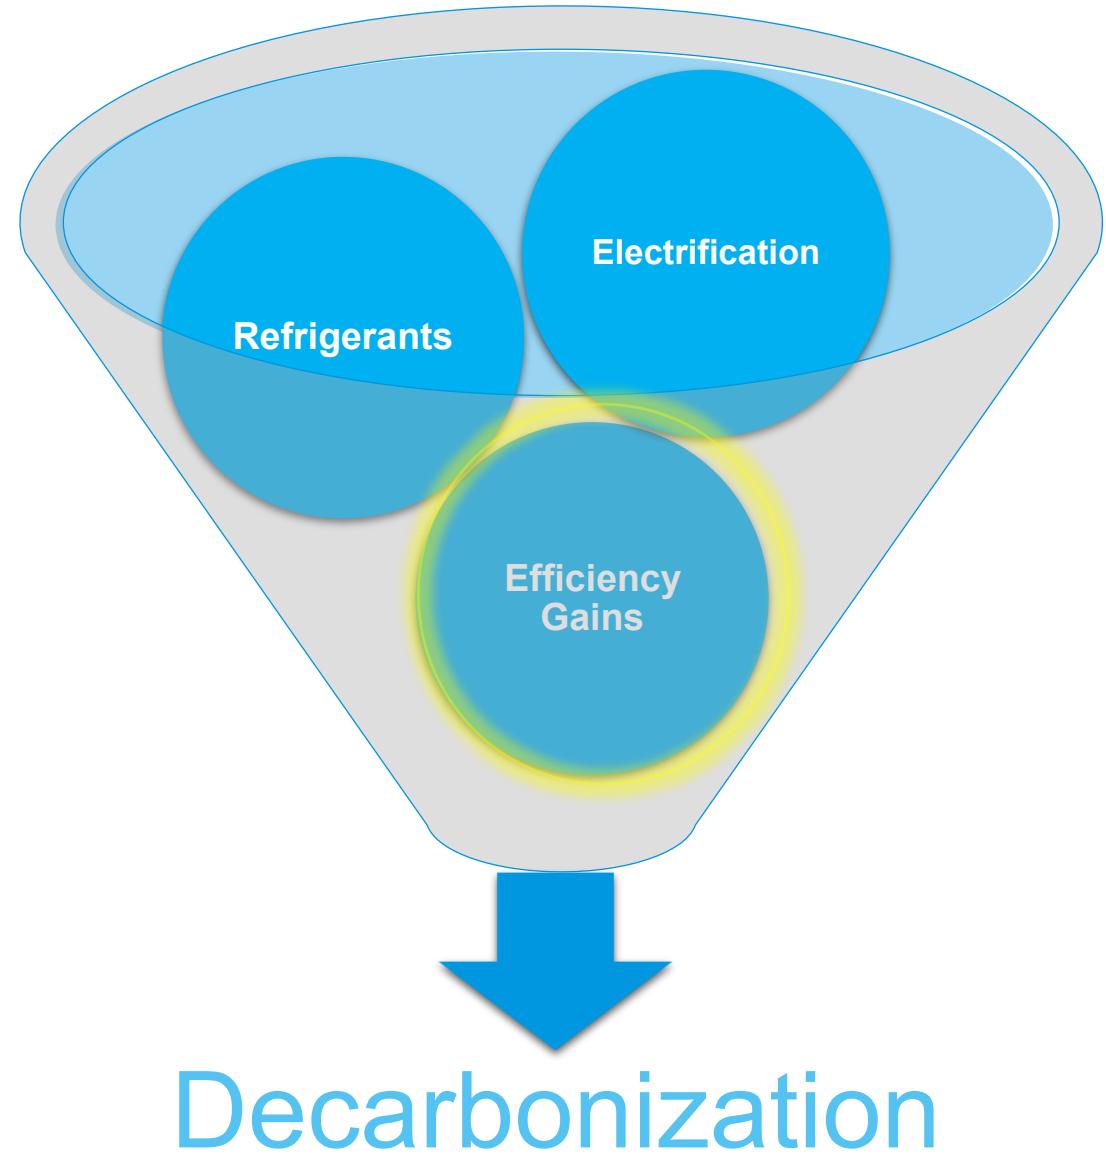 Electrification
Refrigerants
Efficiency
Gains
Decarbonization